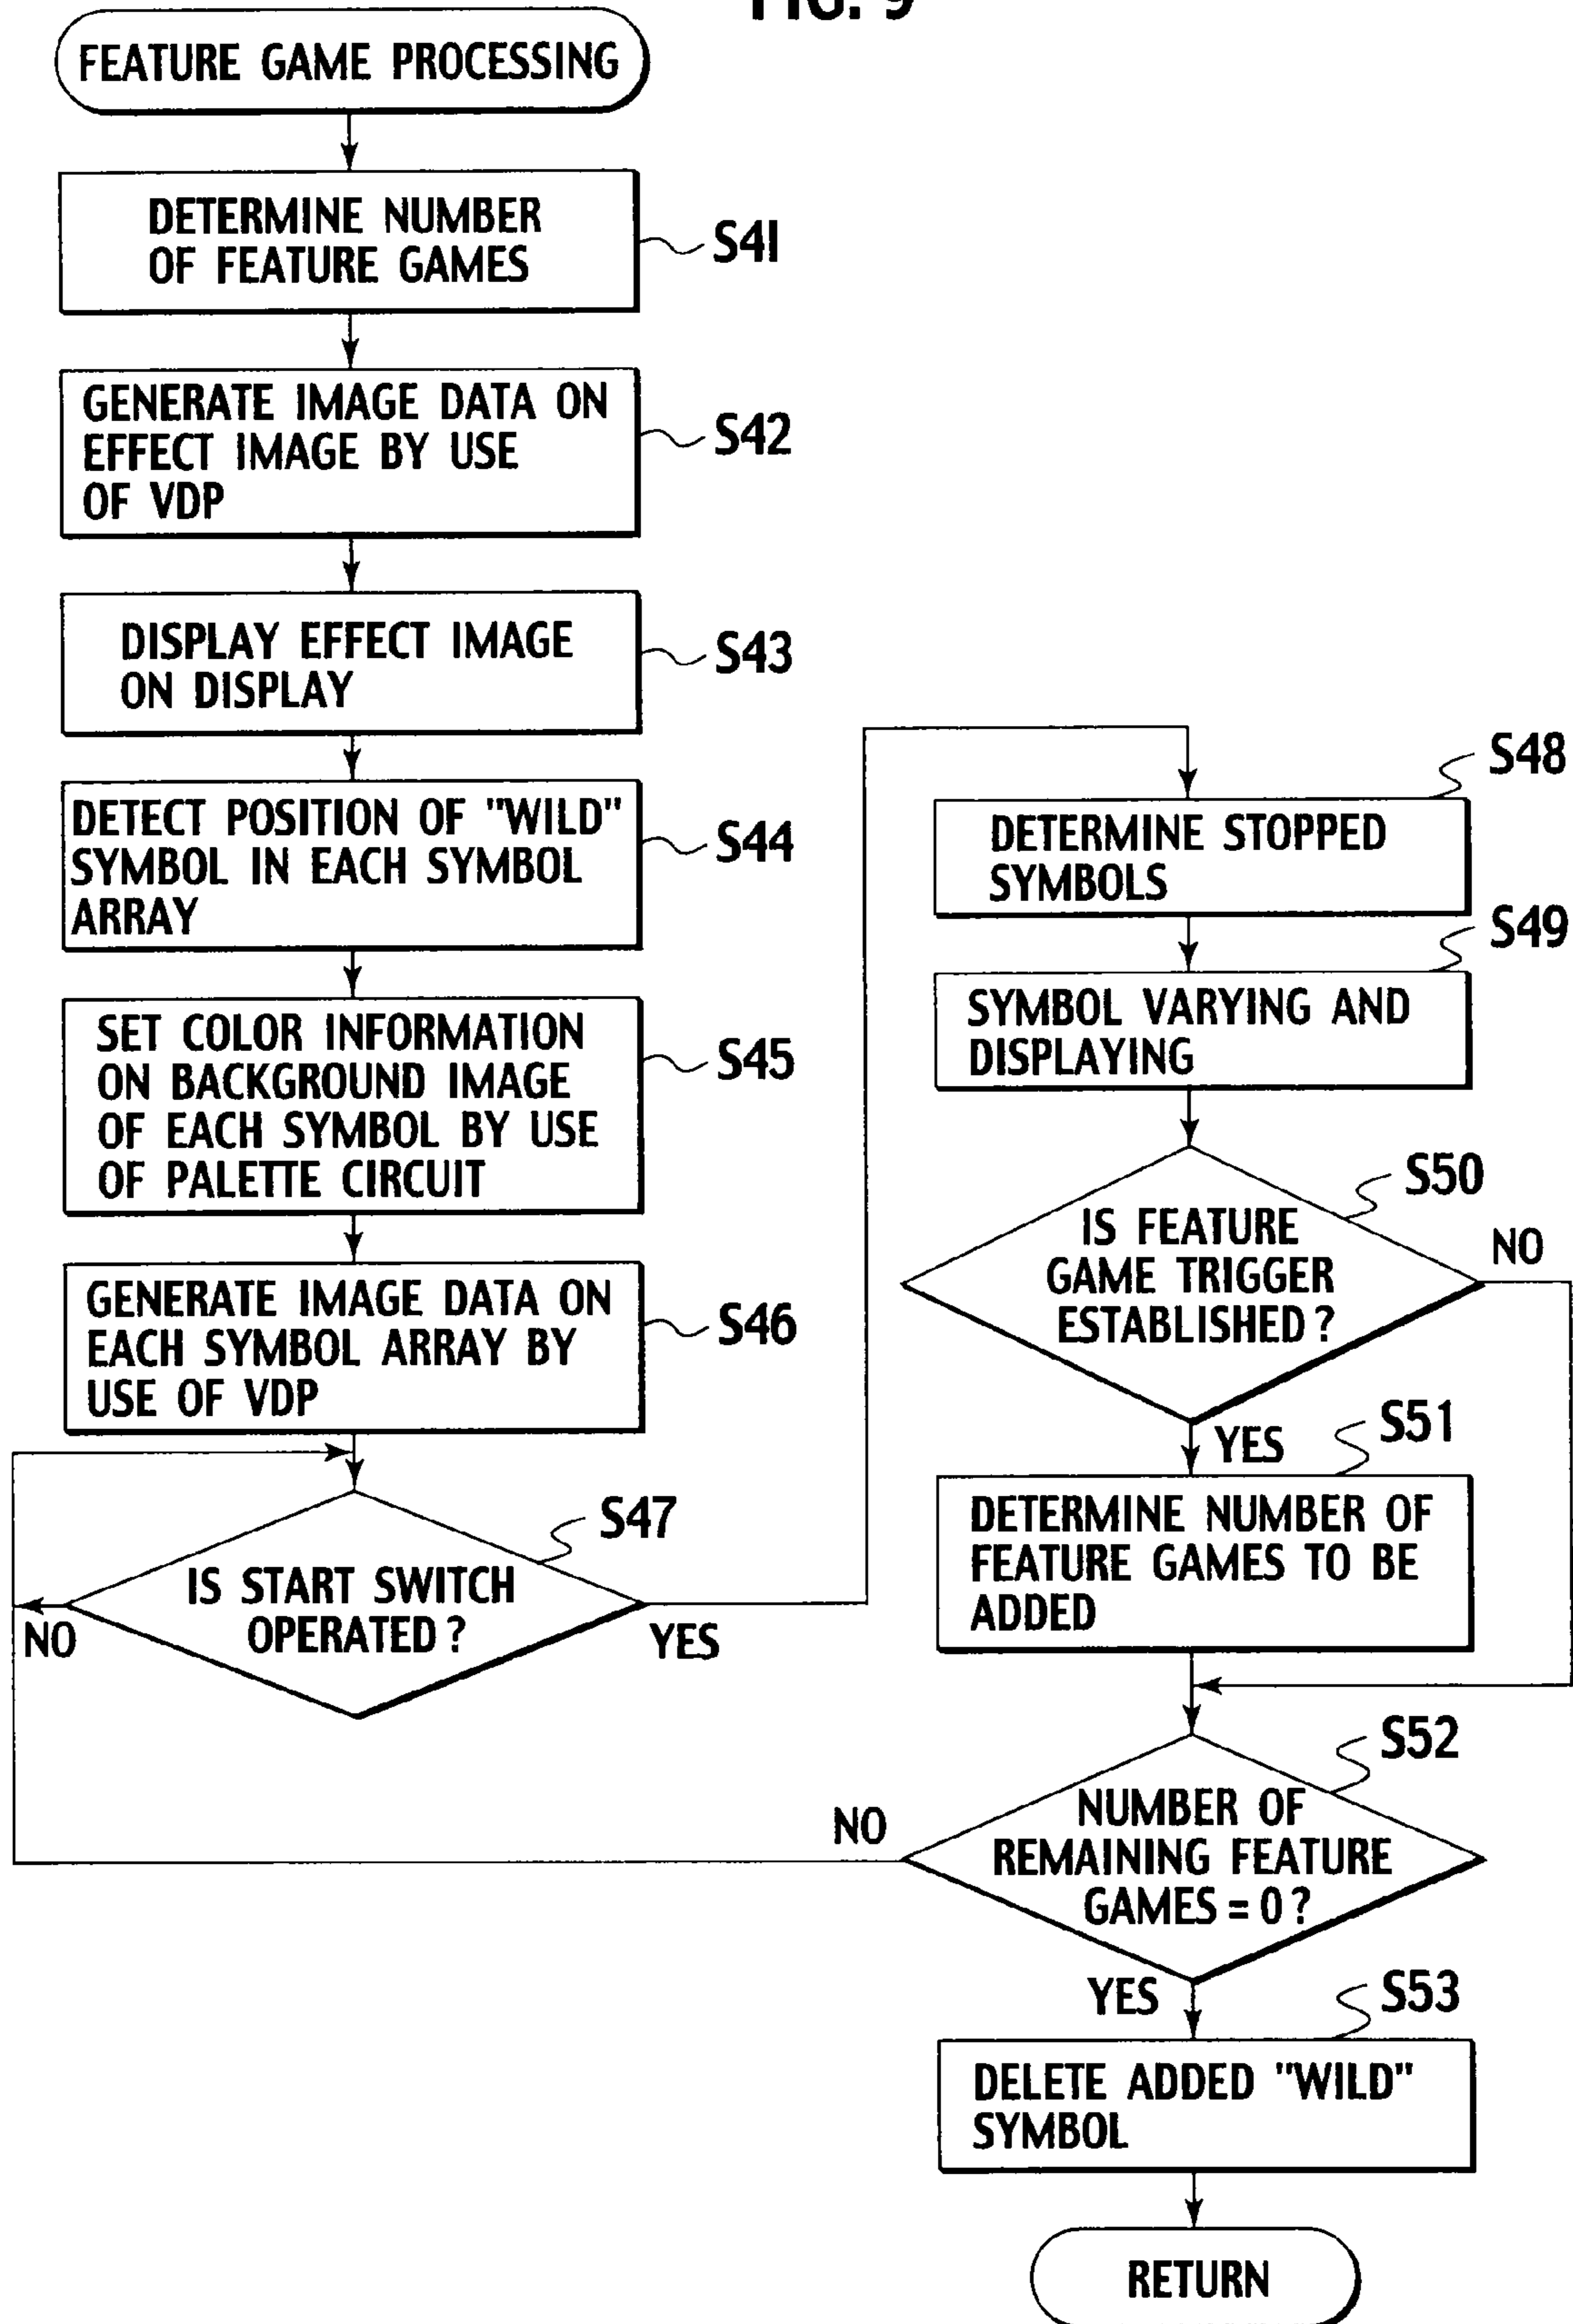 FIG. 9
FEATURE GAME PROCESSING
DETERMINE NUMBER
OF FEATURE GAMES
S41
GENERATE IMAGE DATA ON
EFFECT IMAGE BY USE
OF VDP
S42
DISPLAY EFFECT IMAGE
ON DISPLAY
S43
DETECT POSITION OF "WILD"
SYMBOL IN EACH SYMBOL
ARRAY
S44
SET COLOR INFORMATION
ON BACKGROUND IMAGE
OF EACH SYMBOL BY USE
OF PALETTE CIRCUIT
S45
GENERATE IMAGE DATA ON
EACH SYMBOL ARRAY BY
USE OF VDP
S46
S47
IS START SWITCH
OPERATED ?
NO
YES
S48
DETERMINE STOPPED
SYMBOLS
S49
SYMBOL VARYING AND
DISPLAYING
S50
IS FEATURE
GAME TRIGGER
ESTABLISHED ?
NO
YES
S51
DETERMINE NUMBER OF
FEATURE GAMES TO BE
ADDED
S52
NUMBER OF
REMAINING FEATURE
GAMES = 0 ?
NO
YES
S53
DELETE ADDED "WILD"
SYMBOL
RETURN